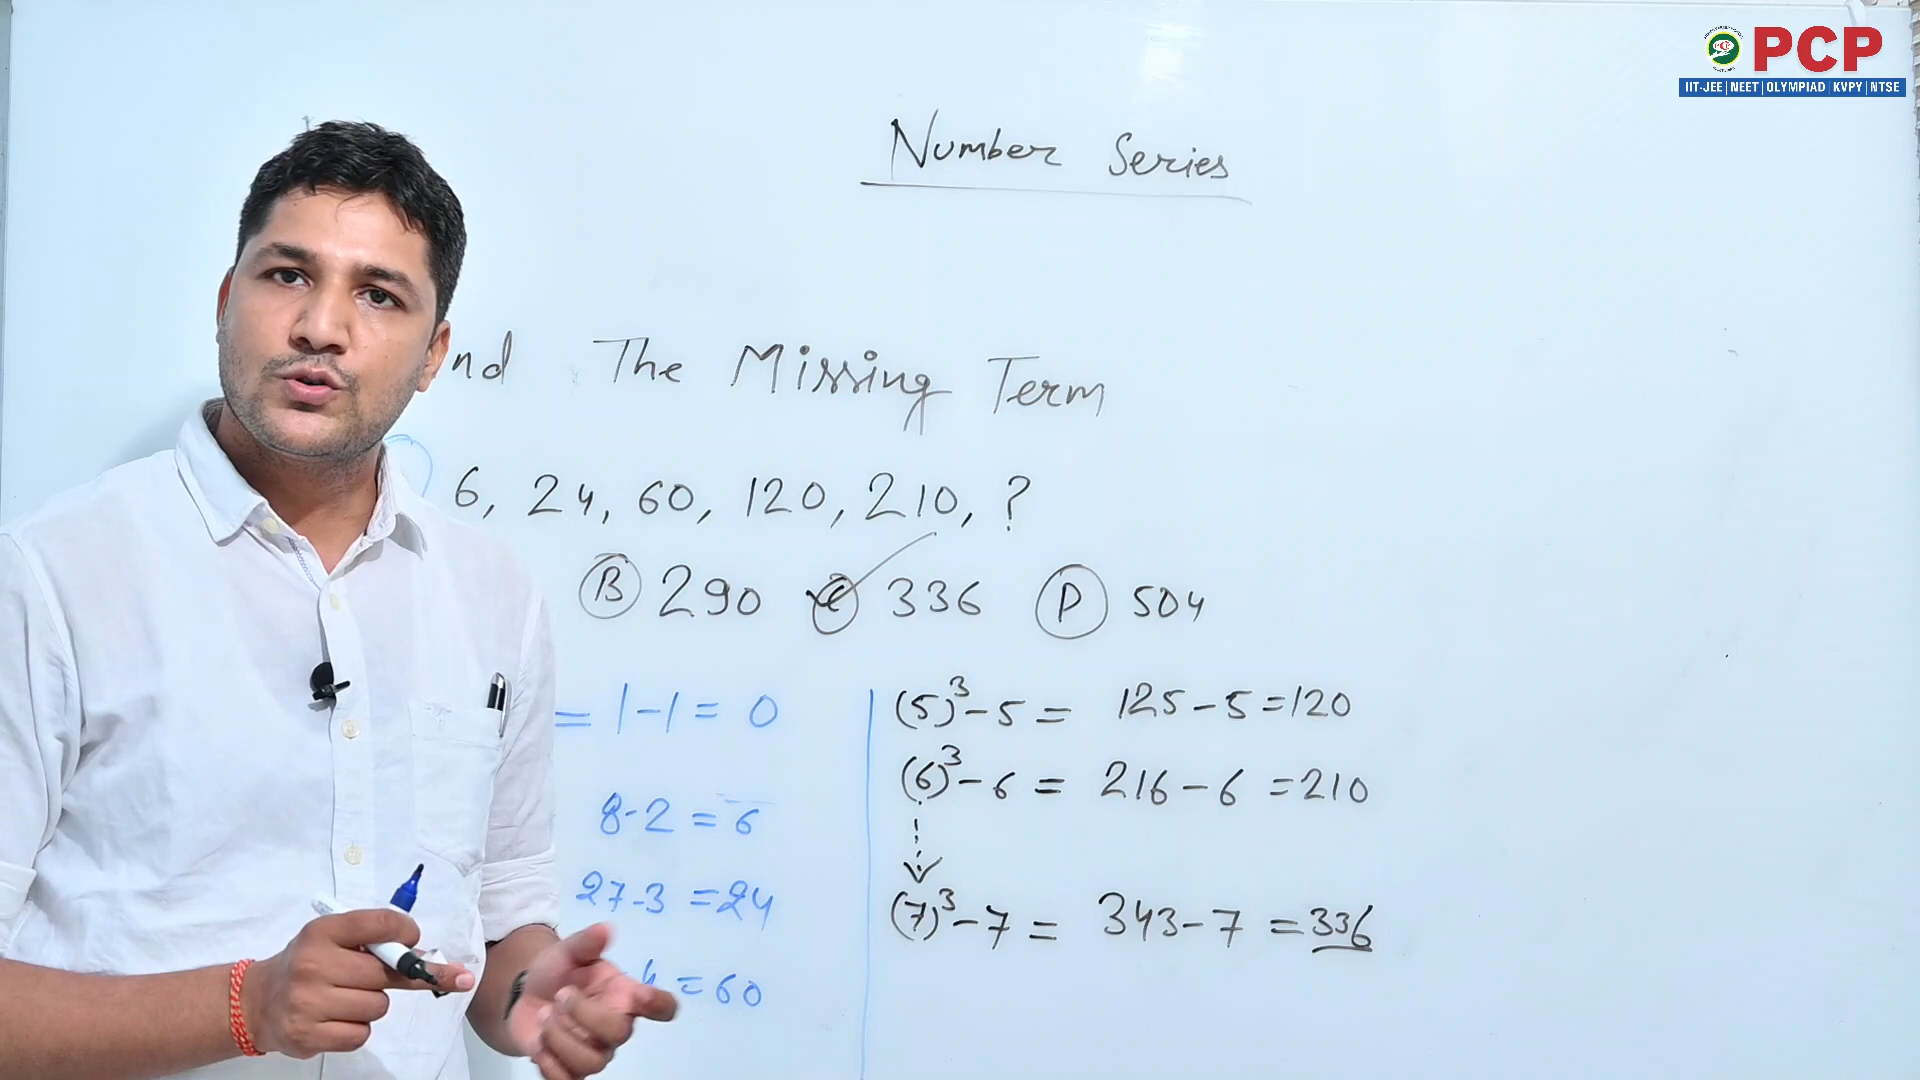 PCP
IIT-JEE | NEET | OLYMPIAD | KVPY | NTSE
Number Series
nd The Missing Term
6, 24, 60, 120, 210, ?
B 290 C 336 D 504
= 1-1 = 0
8-2 = 6
27-3 = 24
4 = 60
(5)³-5 = 125-5 = 120
(6)³-6 = 216-6 = 210
(7)³-7 = 343-7 = 336